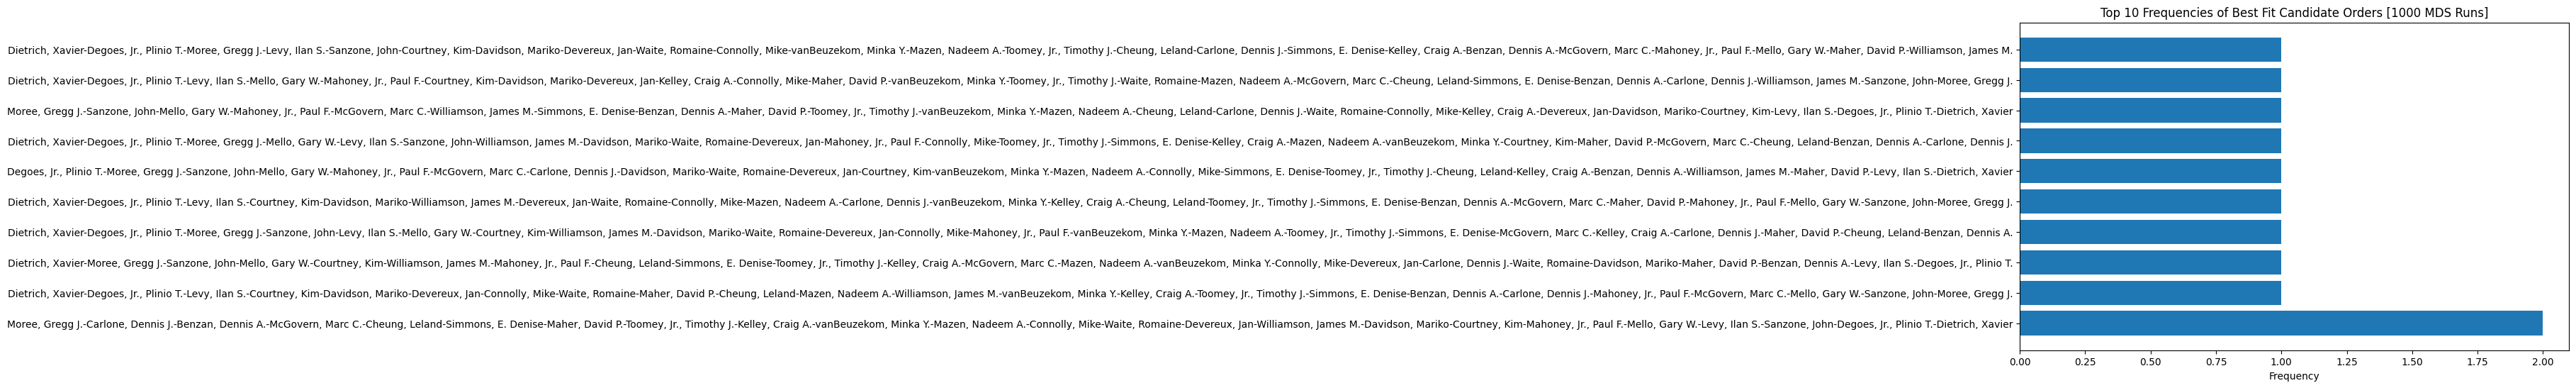 Top 10 Frequencies of Best Fit Candidate Orders [1000 MDS Runs]
Dietrich, Xavier-Degoes, Jr., Plinio T.-Moree, Gregg J.-Levy, Ilan S.-Sanzone, John-Courtney, Kim-Davidson, Mariko-Devereux, Jan-Waite, Romaine-Connolly, Mike-vanBeuzekom, Minka Y.-Mazen, Nadeem A.-Toomey, Jr., Timothy J.-Cheung, Leland-Carlone, Dennis J.-Simmons, E. Denise-Kelley, Craig A.-Benzan, Dennis A.-McGovern, Marc C.-Mahoney, Jr., Paul F.-Mello, Gary W.-Maher, David P.-Williamson, James M.
Dietrich, Xavier-Degoes, Jr., Plinio T.-Levy, Ilan S.-Mello, Gary W.-Mahoney, Jr., Paul F.-Courtney, Kim-Davidson, Mariko-Devereux, Jan-Kelley, Craig A.-Connolly, Mike-Maher, David P.-vanBeuzekom, Minka Y.-Toomey, Jr., Timothy J.-Waite, Romaine-Mazen, Nadeem A.-McGovern, Marc C.-Cheung, Leland-Simmons, E. Denise-Benzan, Dennis A.-Carlone, Dennis J.-Williamson, James M.-Sanzone, John-Moree, Gregg J.
Moree, Gregg J.-Sanzone, John-Mello, Gary W.-Mahoney, Jr., Paul F.-McGovern, Marc C.-Williamson, James M.-Simmons, E. Denise-Benzan, Dennis A.-Maher, David P.-Toomey, Jr., Timothy J.-vanBeuzekom, Minka Y.-Mazen, Nadeem A.-Cheung, Leland-Carlone, Dennis J.-Waite, Romaine-Connolly, Mike-Kelley, Craig A.-Devereux, Jan-Davidson, Mariko-Courtney, Kim-Levy, Ilan S.-Degoes, Jr., Plinio T.-Dietrich, Xavier
Dietrich, Xavier-Degoes, Jr., Plinio T.-Moree, Gregg J.-Mello, Gary W.-Levy, Ilan S.-Sanzone, John-Williamson, James M.-Davidson, Mariko-Waite, Romaine-Devereux, Jan-Mahoney, Jr., Paul F.-Connolly, Mike-Toomey, Jr., Timothy J.-Simmons, E. Denise-Kelley, Craig A.-Mazen, Nadeem A.-vanBeuzekom, Minka Y.-Courtney, Kim-Maher, David P.-McGovern, Marc C.-Cheung, Leland-Benzan, Dennis A.-Carlone, Dennis J.
Degoes, Jr., Plinio T.-Moree, Gregg J.-Sanzone, John-Mello, Gary W.-Mahoney, Jr., Paul F.-McGovern, Marc C.-Carlone, Dennis J.-Davidson, Mariko-Waite, Romaine-Devereux, Jan-Courtney, Kim-vanBeuzekom, Minka Y.-Mazen, Nadeem A.-Connolly, Mike-Simmons, E. Denise-Toomey, Jr., Timothy J.-Cheung, Leland-Kelley, Craig A.-Benzan, Dennis A.-Williamson, James M.-Maher, David P.-Levy, Ilan S.-Dietrich, Xavier
Dietrich, Xavier-Degoes, Jr., Plinio T.-Levy, Ilan S.-Courtney, Kim-Davidson, Mariko-Williamson, James M.-Devereux, Jan-Waite, Romaine-Connolly, Mike-Mazen, Nadeem A.-Carlone, Dennis J.-vanBeuzekom, Minka Y.-Kelley, Craig A.-Cheung, Leland-Toomey, Jr., Timothy J.-Simmons, E. Denise-Benzan, Dennis A.-McGovern, Marc C.-Maher, David P.-Mahoney, Jr., Paul F.-Mello, Gary W.-Sanzone, John-Moree, Gregg J.
Dietrich, Xavier-Degoes, Jr., Plinio T.-Moree, Gregg J.-Sanzone, John-Levy, Ilan S.-Mello, Gary W.-Courtney, Kim-Williamson, James M.-Davidson, Mariko-Waite, Romaine-Devereux, Jan-Connolly, Mike-Mahoney, Jr., Paul F.-vanBeuzekom, Minka Y.-Mazen, Nadeem A.-Toomey, Jr., Timothy J.-Simmons, E. Denise-McGovern, Marc C.-Kelley, Craig A.-Carlone, Dennis J.-Maher, David P.-Cheung, Leland-Benzan, Dennis A.
Dietrich, Xavier-Moree, Gregg J.-Sanzone, John-Mello, Gary W.-Courtney, Kim-Williamson, James M.-Mahoney, Jr., Paul F.-Cheung, Leland-Simmons, E. Denise-Toomey, Jr., Timothy J.-Kelley, Craig A.-McGovern, Marc C.-Mazen, Nadeem A.-vanBeuzekom, Minka Y.-Connolly, Mike-Devereux, Jan-Carlone, Dennis J.-Waite, Romaine-Davidson, Mariko-Maher, David P.-Benzan, Dennis A.-Levy, Ilan S.-Degoes, Jr., Plinio T.
Dietrich, Xavier-Degoes, Jr., Plinio T.-Levy, Ilan S.-Courtney, Kim-Davidson, Mariko-Devereux, Jan-Connolly, Mike-Waite, Romaine-Maher, David P.-Cheung, Leland-Mazen, Nadeem A.-Williamson, James M.-vanBeuzekom, Minka Y.-Kelley, Craig A.-Toomey, Jr., Timothy J.-Simmons, E. Denise-Benzan, Dennis A.-Carlone, Dennis J.-Mahoney, Jr., Paul F.-McGovern, Marc C.-Mello, Gary W.-Sanzone, John-Moree, Gregg J.
Moree, Gregg J.-Carlone, Dennis J.-Benzan, Dennis A.-McGovern, Marc C.-Cheung, Leland-Simmons, E. Denise-Maher, David P.-Toomey, Jr., Timothy J.-Kelley, Craig A.-vanBeuzekom, Minka Y.-Mazen, Nadeem A.-Connolly, Mike-Waite, Romaine-Devereux, Jan-Williamson, James M.-Davidson, Mariko-Courtney, Kim-Mahoney, Jr., Paul F.-Mello, Gary W.-Levy, Ilan S.-Sanzone, John-Degoes, Jr., Plinio T.-Dietrich, Xavier
0.00 0.25 0.50 0.75 1.00 1.25 1.50 1.75 2.00
Frequency